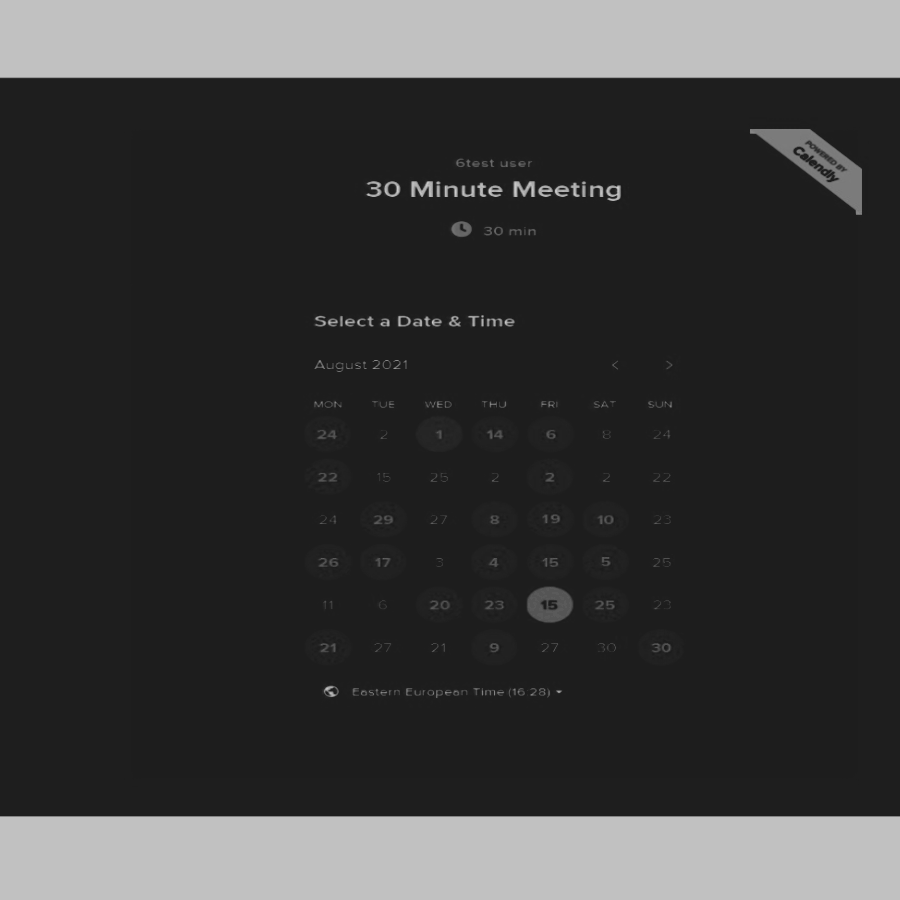 POWERED BY
Calendly
6test user
30 Minute Meeting
30 min
Select a Date & Time
August 2021
MON TUE WED THU FRI SAT SUN
24 2 1 14 6 8 24
22 15 25 2 2 2 22
24 29 27 8 19 10 23
26 17 3 4 15 5 25
11 6 20 23 15 25 23
21 27 21 9 27 30 30
Eastern European Time (16:28)